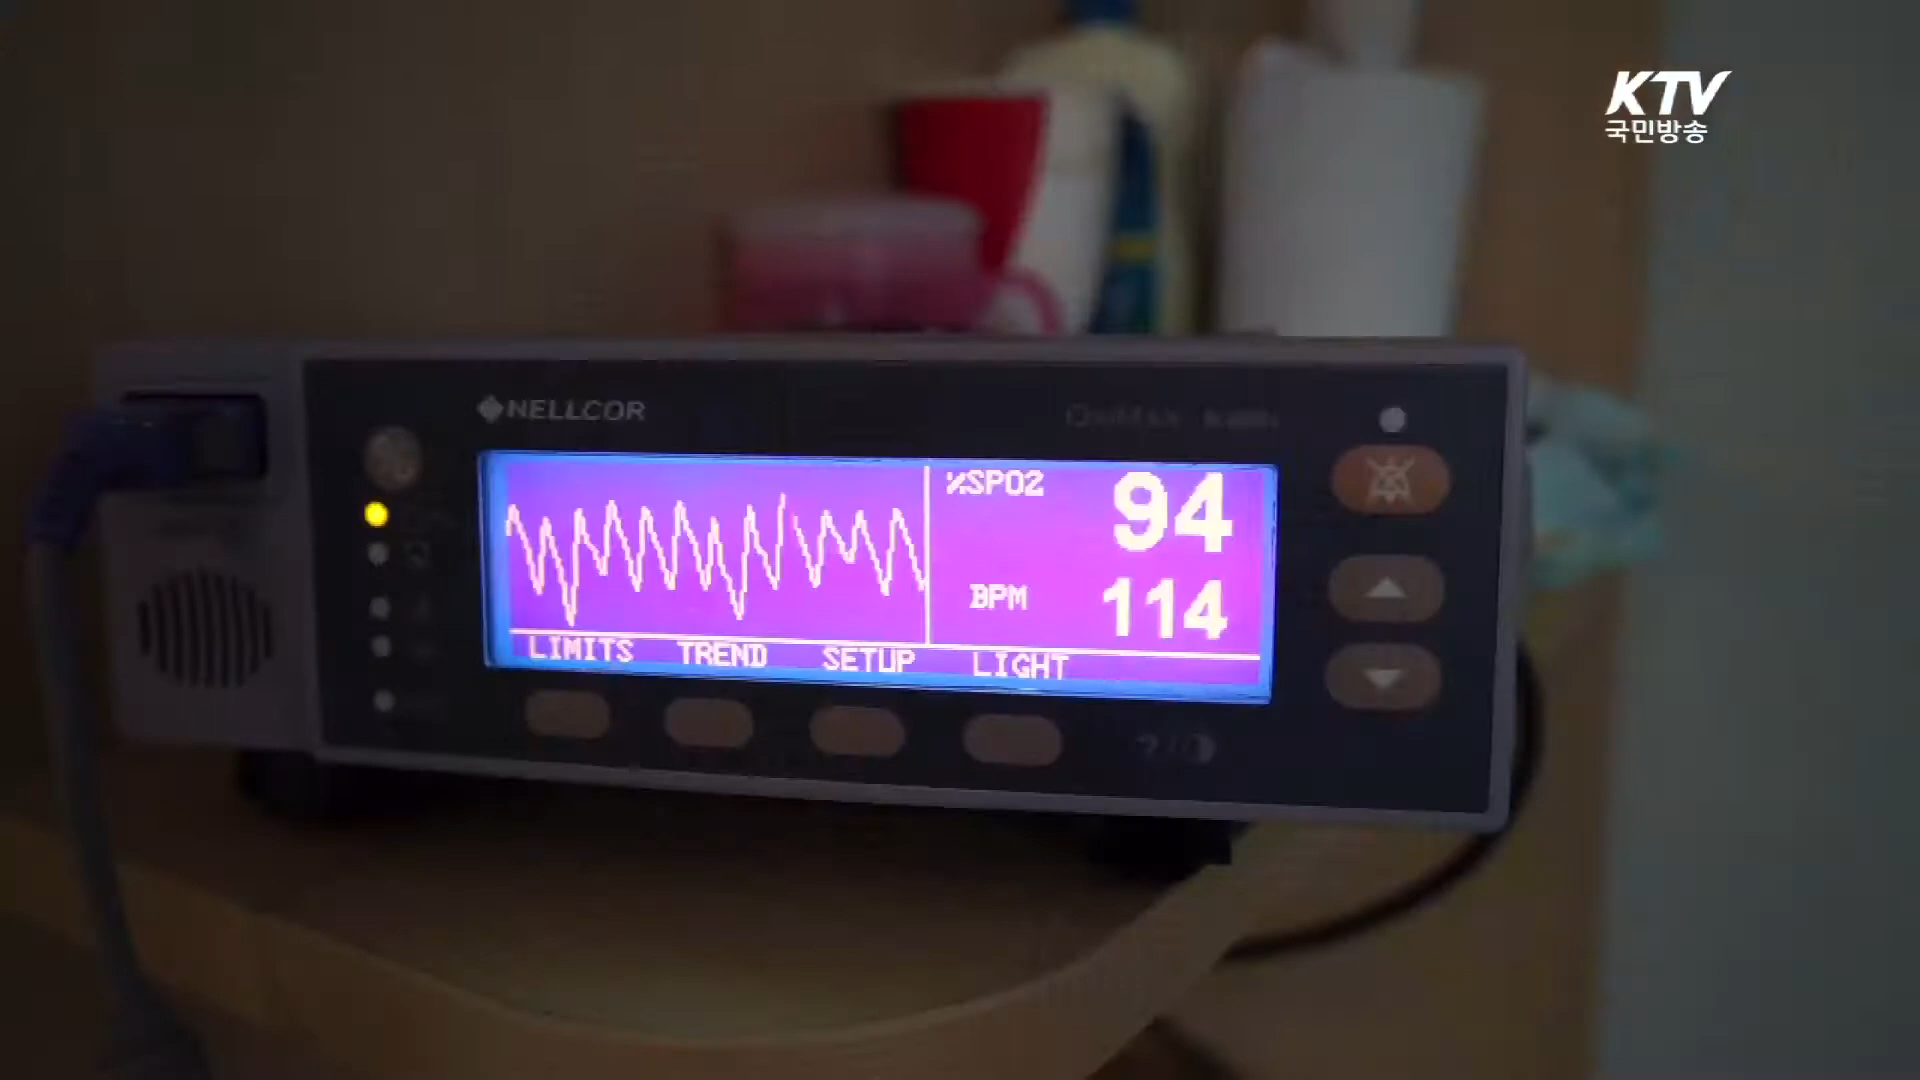 KTV
국민방송
NELLCOR
%SPO2 94
BPM 114
LIMITS TREND SETUP LIGHT